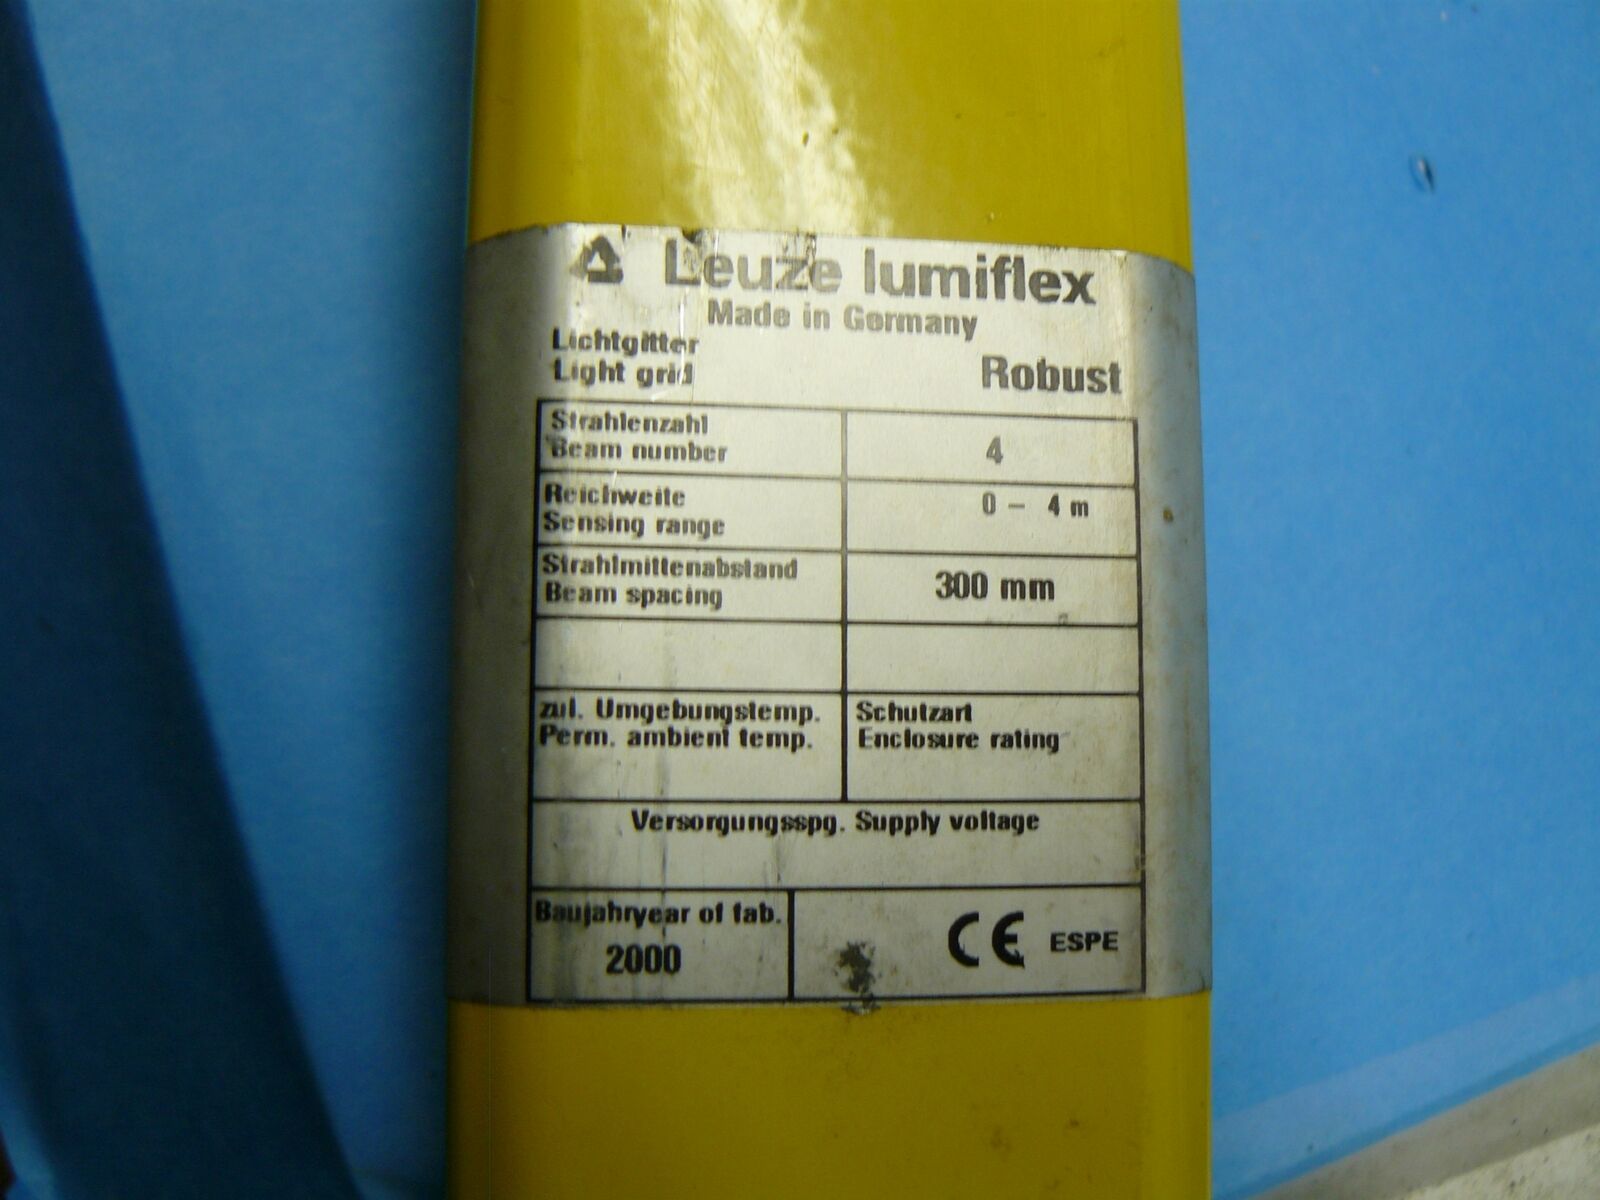 Leuze lumiflex
Made in Germany
Lichtgitter
Light grid
Robust
Strahlenzahl
Beam number
4
Reichweite
Sensing range
0 – 4 m
Strahlmittenabstand
Beam spacing
300 mm
zul. Umgebungstemp.
Perm. ambient temp.
Schutzart
Enclosure rating
Versorgungsspg. Supply voltage
Baujahryear of fab.
2000
CE ESPE